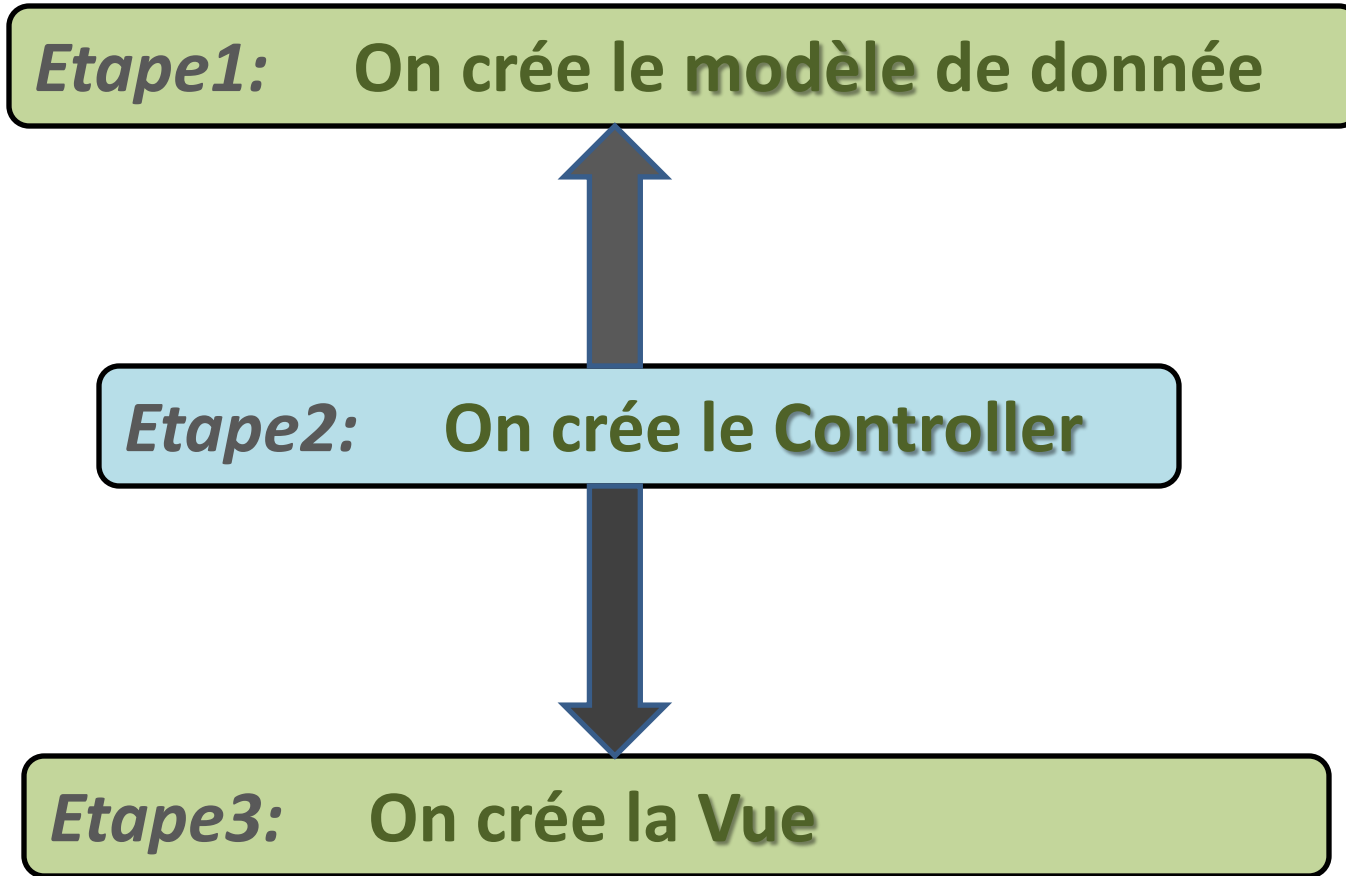 Etape1: On crée le modèle de donnée
Etape2: On crée le Controller
Etape3: On crée la Vue